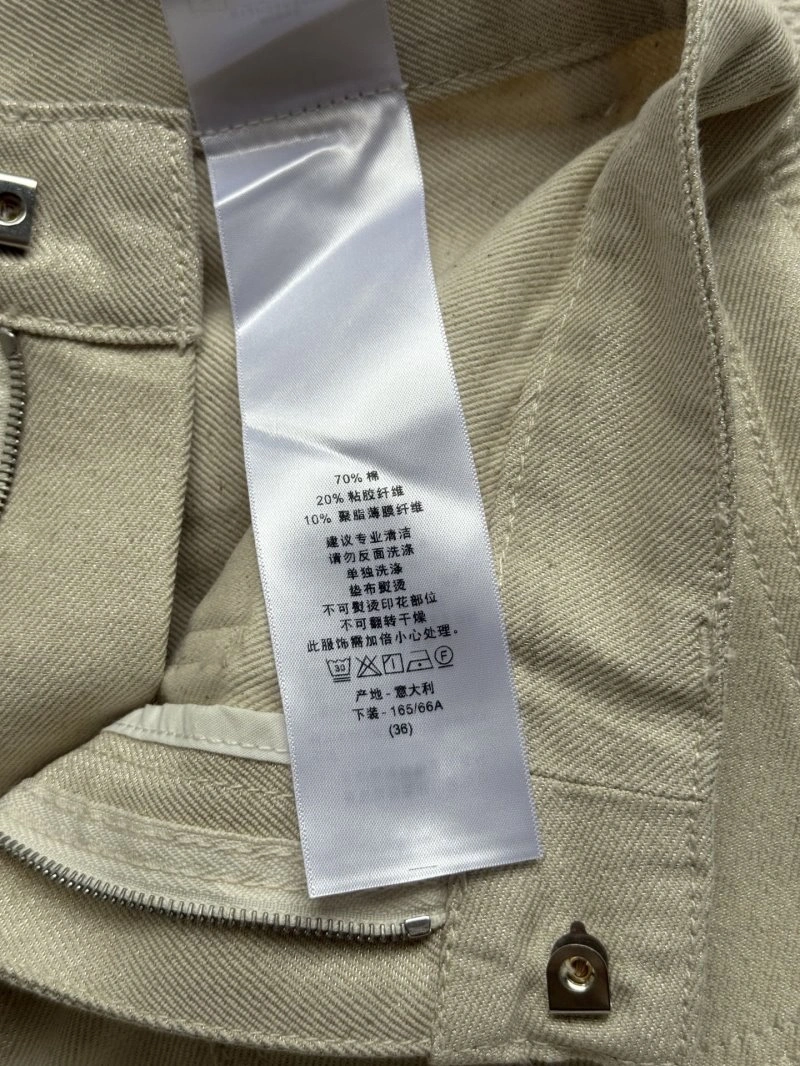 70% 棉
20% 粘胶纤维
10% 聚脂薄膜纤维
建议专业清洁
请勿反面洗涤
单独洗涤
垫布熨烫
不可熨烫印花部位
不可翻转干燥
此服饰需加倍小心处理。
30 F
产地 - 意大利
下装 - 165/66A
(36)